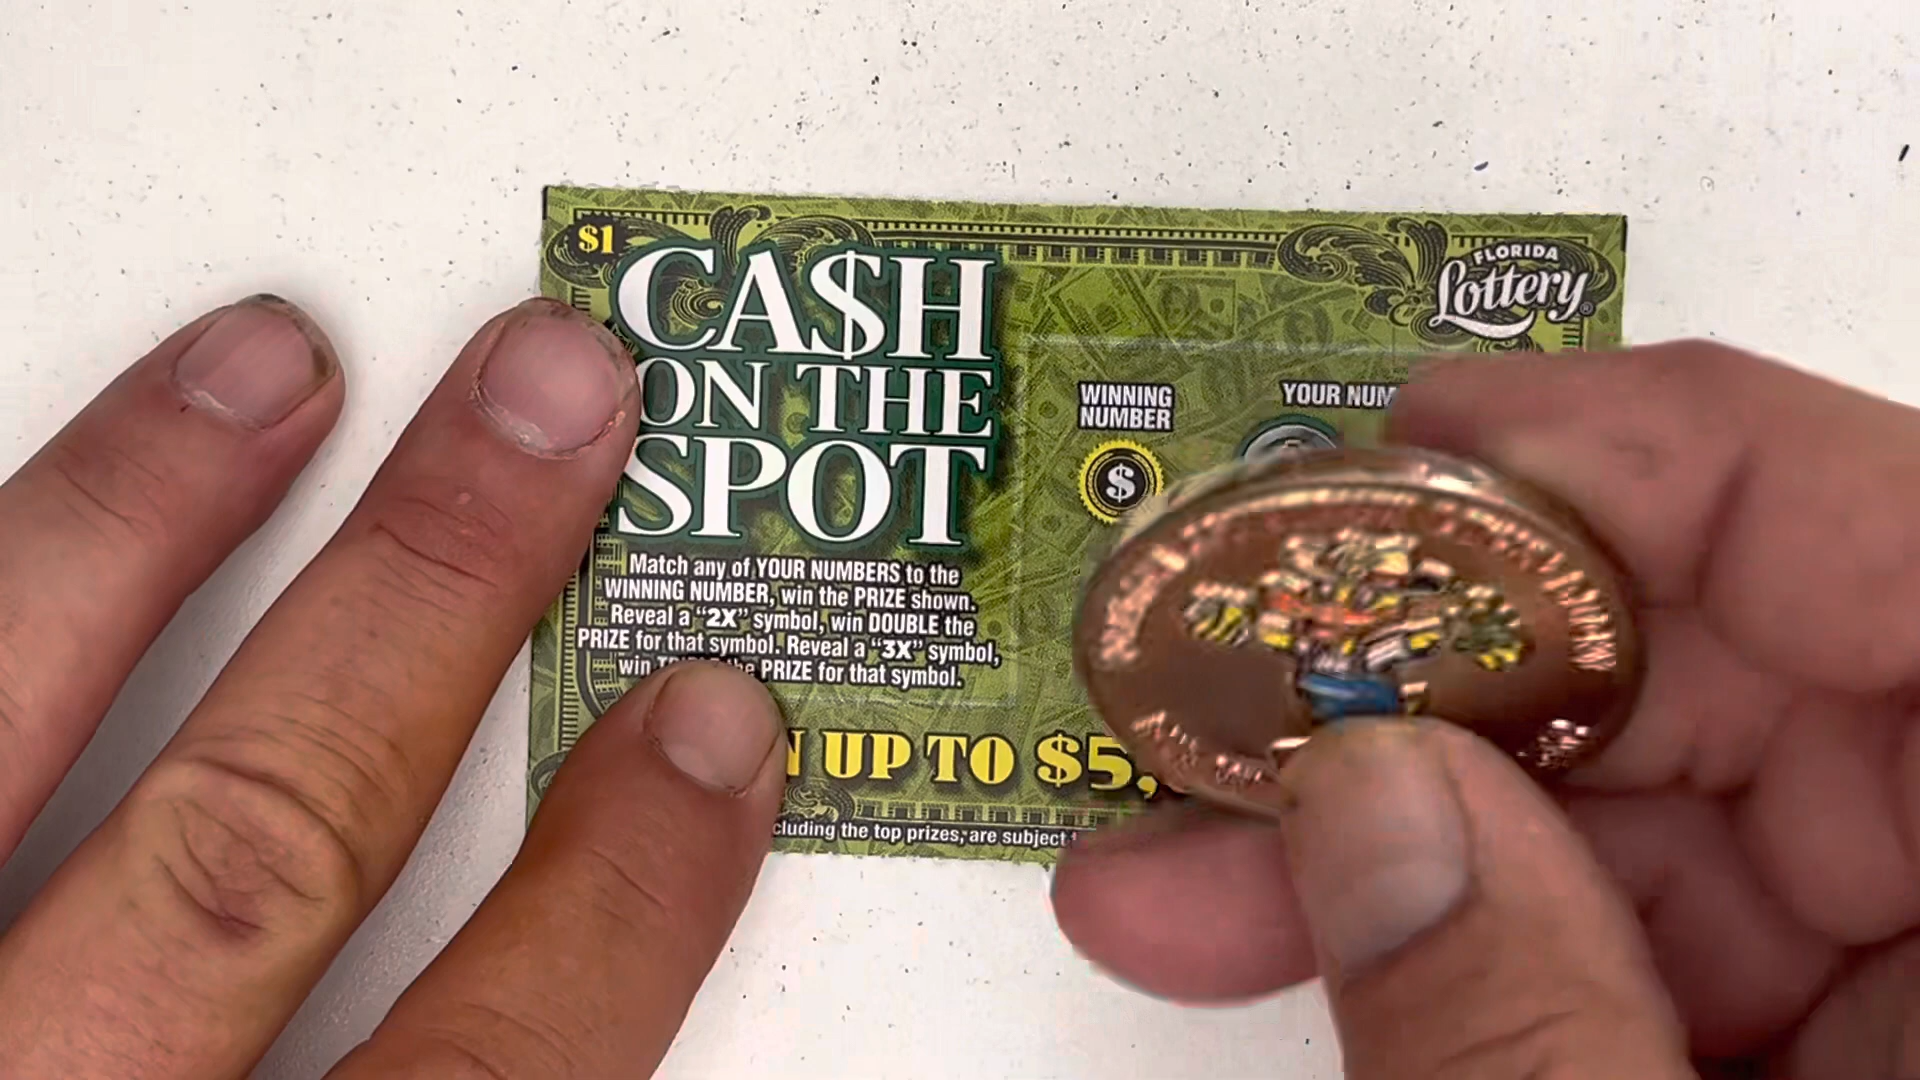 $1
CA$H
ON THE
SPOT
FLORIDA
Lottery®
WINNING
NUMBER
YOUR NUM
$
Match any of YOUR NUMBERS to the
WINNING NUMBER, win the PRIZE shown.
Reveal a "2X" symbol, win DOUBLE the
PRIZE for that symbol. Reveal a "3X" symbol,
win the PRIZE for that symbol.
UP TO $5,
cluding the top prizes, are subject